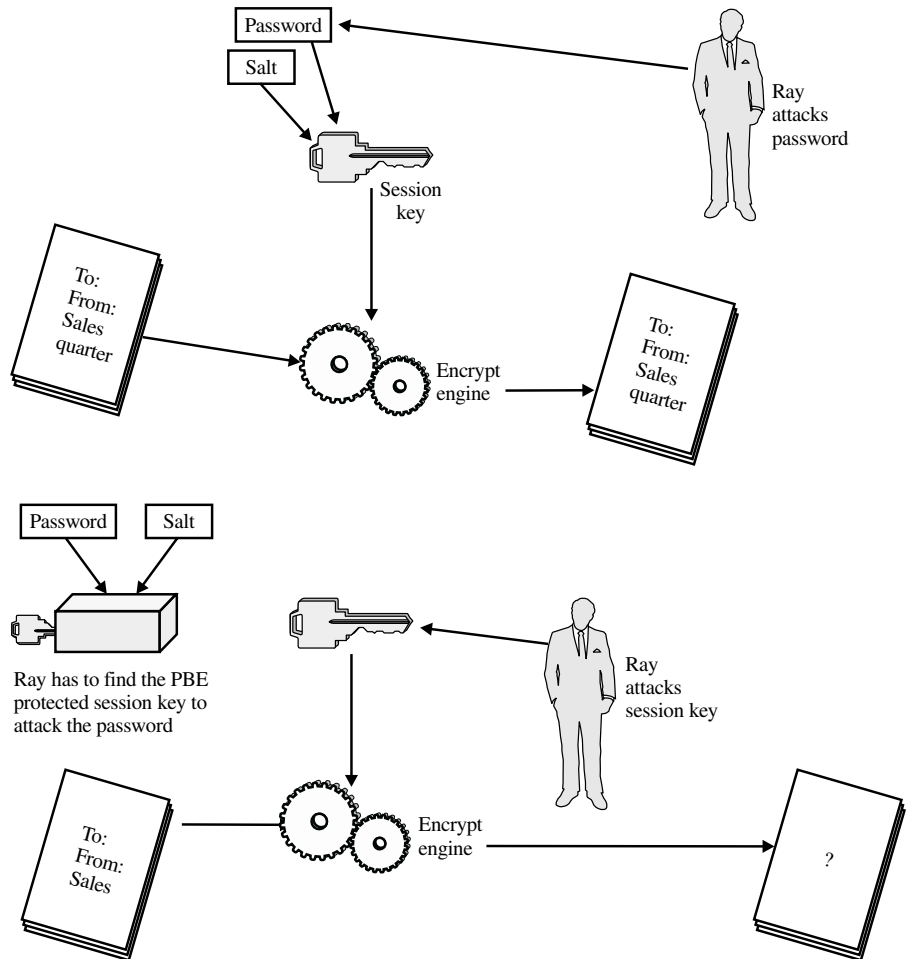 Password
Salt
Ray
attacks
password
Session
key
To:
From:
Sales
quarter
Encrypt
engine
To:
From:
Sales
quarter
Password
Salt
Ray has to find the PBE
protected session key to
attack the password
Ray
attacks
session key
To:
From:
Sales
Encrypt
engine
?